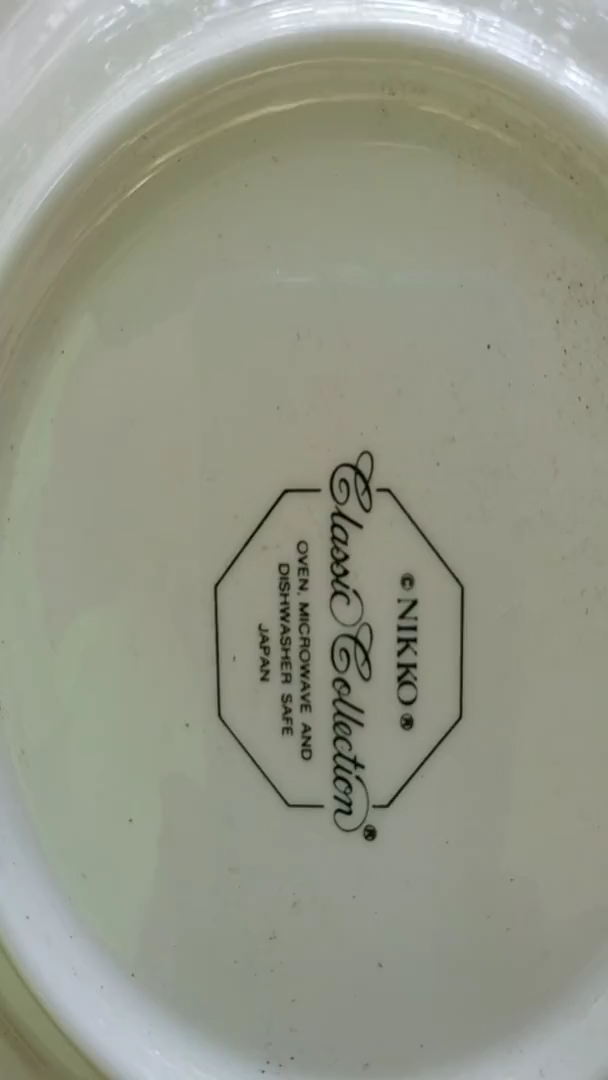 © NIKKO ®
Classic Collection ®
OVEN, MICROWAVE AND
DISHWASHER SAFE
JAPAN